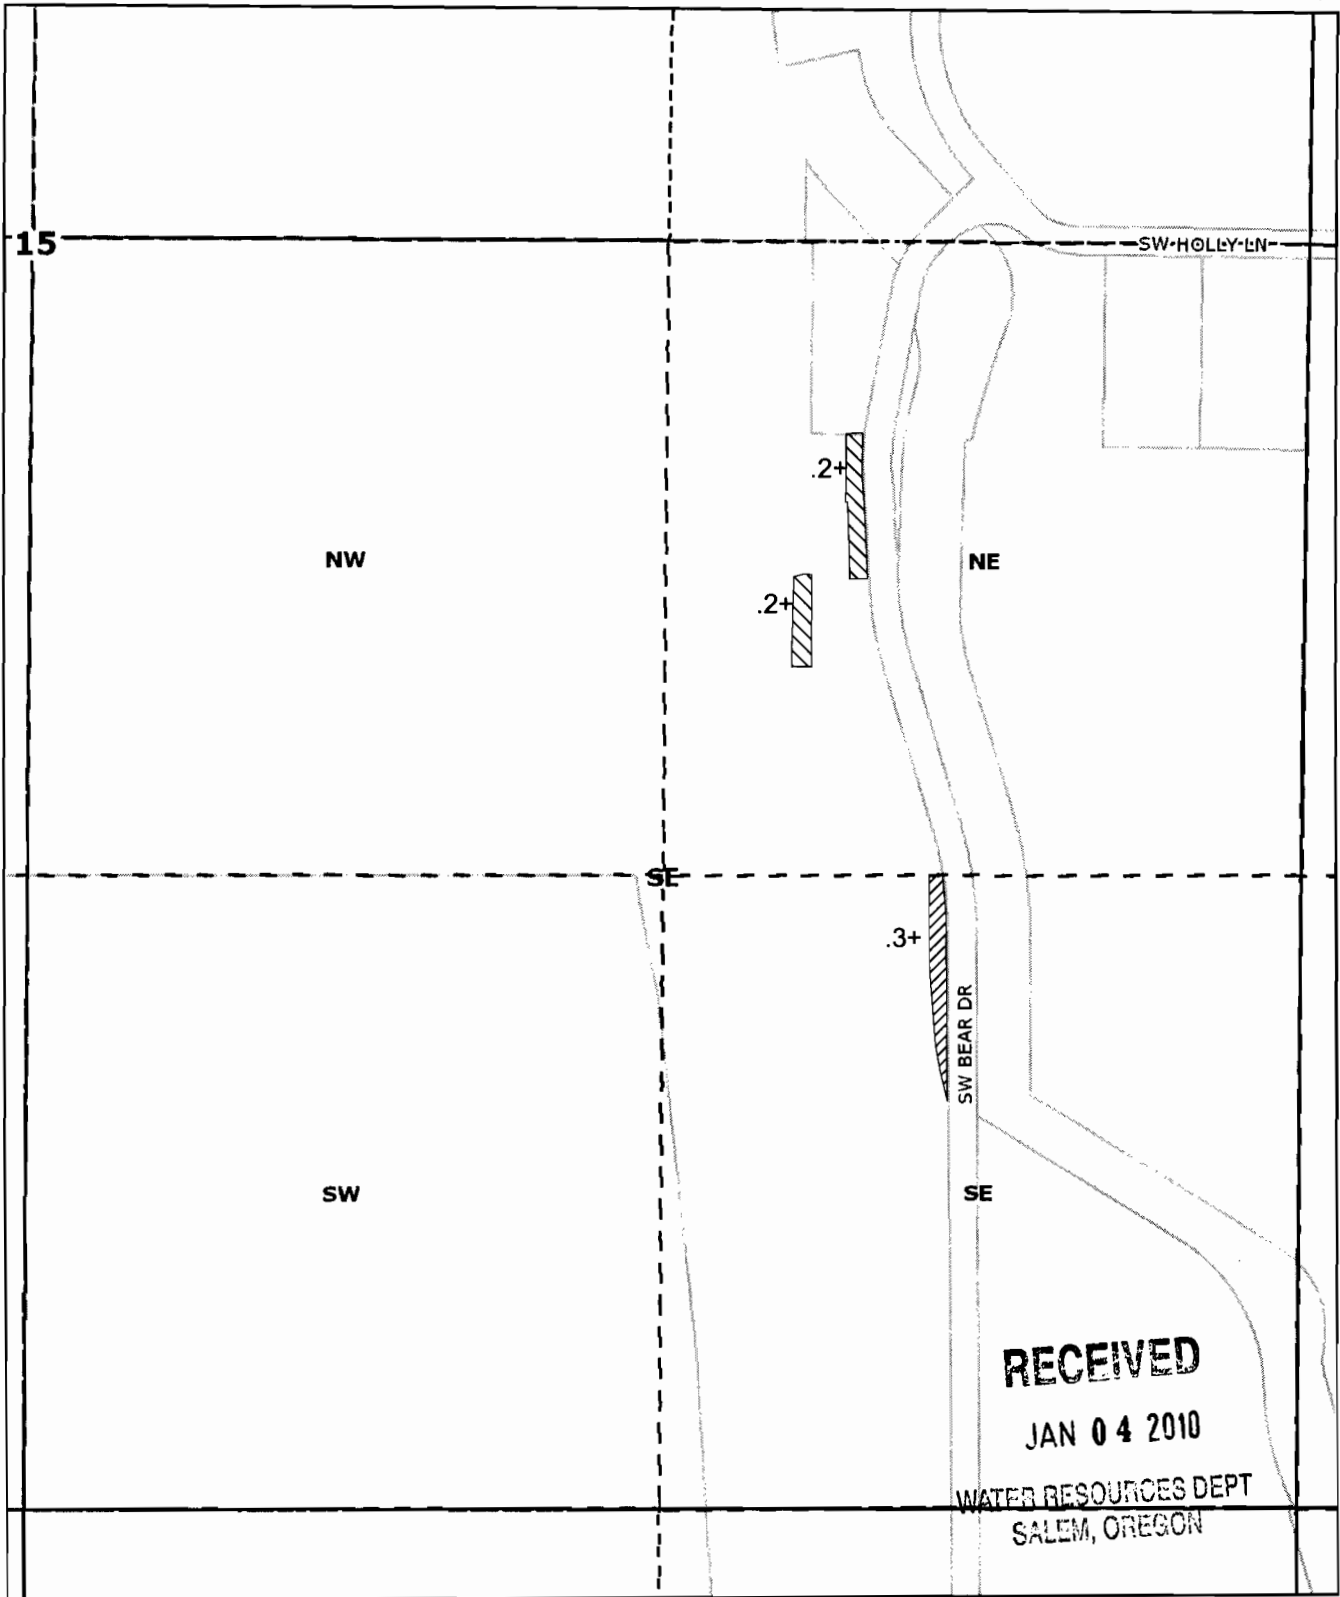 15
SW HOLLY LN
.2+
NW
NE
.2+
SE
.3+
SW BEAR DR
SW
SE
RECEIVED
JAN 04 2010
WATER RESOURCES DEPT
SALEM, OREGON